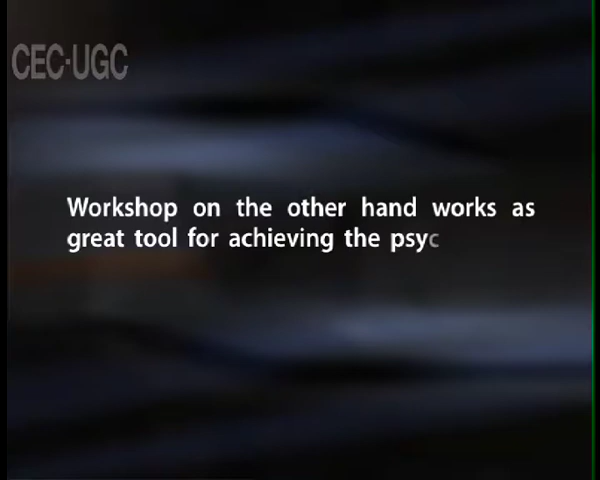 CEC-UGC
Workshop on the other hand works as
great tool for achieving the psyc